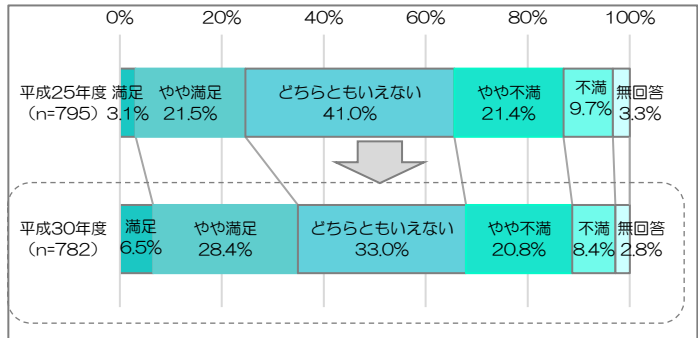 0% 20% 40% 60% 80% 100%
平成25年度 満足 やや満足 どちらともいえない やや不満 不満 無回答
（n=795） 3.1% 21.5% 41.0% 21.4% 9.7% 3.3%
平成30年度 満足 やや満足 どちらともいえない やや不満 不満 無回答
（n=782） 6.5% 28.4% 33.0% 20.8% 8.4% 2.8%